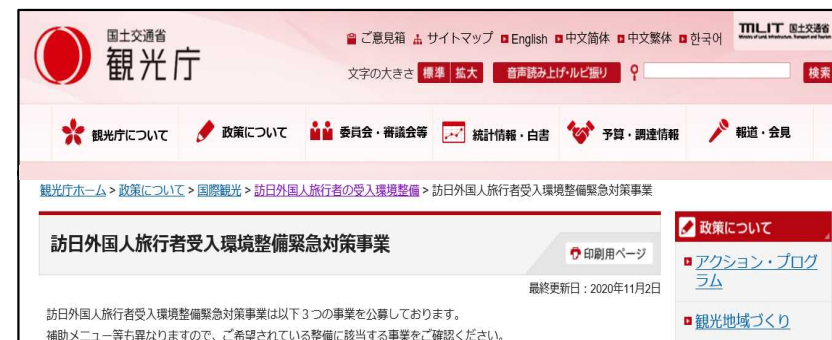 国土交通省
観光庁
ご意見箱 サイトマップ English 中文简体 中文繁体 한국어
MLIT 国土交通省
文字の大きさ 標準 拡大 音声読み上げ・ルビ振り 検索
観光庁について 政策について 委員会・審議会等 統計情報・白書 予算・調達情報 報道・会見
観光庁ホーム > 政策について > 国際観光 > 訪日外国人旅行者の受入環境整備 > 訪日外国人旅行者受入環境整備緊急対策事業
訪日外国人旅行者受入環境整備緊急対策事業
印刷用ページ
最終更新日：2020年11月2日
訪日外国人旅行者受入環境整備緊急対策事業は以下３つの事業を公募しております。
補助メニュー等も異なりますので、ご希望されている整備に該当する事業をご確認ください。
政策について
アクション・プログ
ラム
観光地域づくり